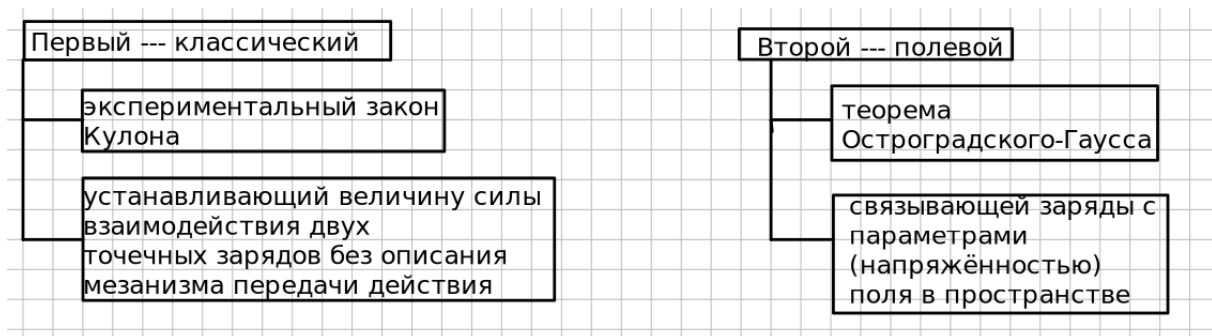 Первый --- классический
экспериментальный закон
Кулона
устанавливающий величину силы
взаимодействия двух
точечных зарядов без описания
мезанизма передачи действия
Второй --- полевой
теорема
Остроградского-Гаусса
связывающей заряды с
параметрами
(напряжённостью)
поля в пространстве